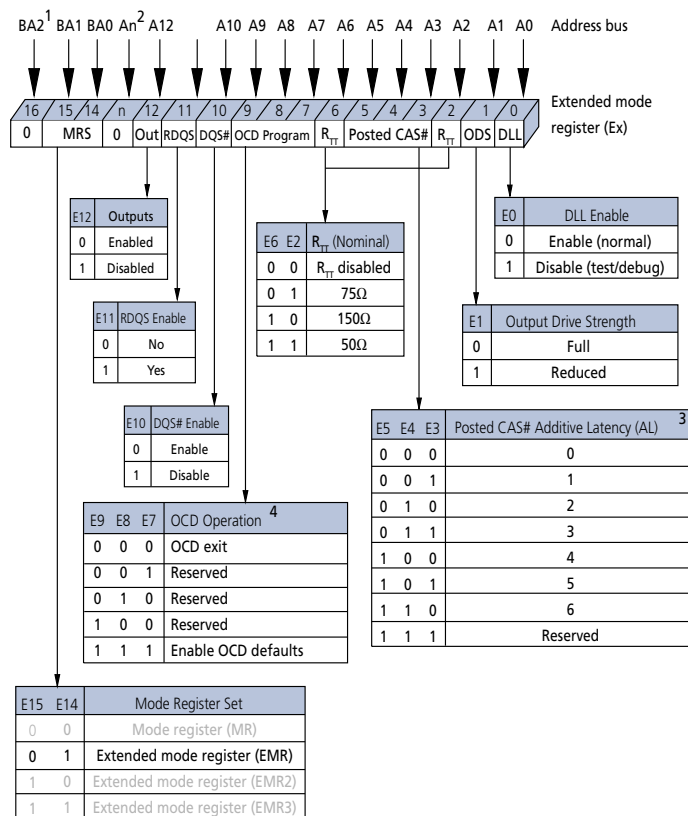 BA2 1 BA1 BA0 An 2 A12 A10 A9 A8 A7 A6 A5 A4 A3 A2 A1 A0 Address bus
16 15 14 n 12 11 10 9 8 7 6 5 4 3 2 1 0 Extended mode
0 MRS 0 Out RDQS DQS# OCD Program RTT Posted CAS# RTT ODS DLL register (Ex)
E12 Outputs
0 Enabled
1 Disabled
E6 E2 RTT (Nominal)
0 0 RTT disabled
0 1 75Ω
1 0 150Ω
1 1 50Ω
E0 DLL Enable
0 Enable (normal)
1 Disable (test/debug)
E11 RDQS Enable
0 No
1 Yes
E1 Output Drive Strength
0 Full
1 Reduced
E10 DQS# Enable
0 Enable
1 Disable
E5 E4 E3 Posted CAS# Additive Latency (AL) 3
0 0 0 0
0 0 1 1
0 1 0 2
0 1 1 3
1 0 0 4
1 0 1 5
1 1 0 6
1 1 1 Reserved
E9 E8 E7 OCD Operation 4
0 0 0 OCD exit
0 0 1 Reserved
0 1 0 Reserved
1 0 0 Reserved
1 1 1 Enable OCD defaults
E15 E14 Mode Register Set
0 0 Mode register (MR)
0 1 Extended mode register (EMR)
1 0 Extended mode register (EMR2)
1 1 Extended mode register (EMR3)